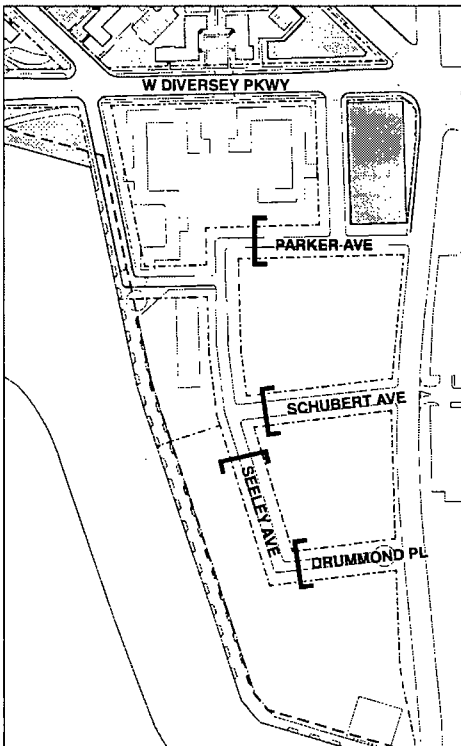 W DIVERSEY PKWY
PARKER AVE
SCHUBERT AVE
SEELEY AVE
DRUMMOND PL